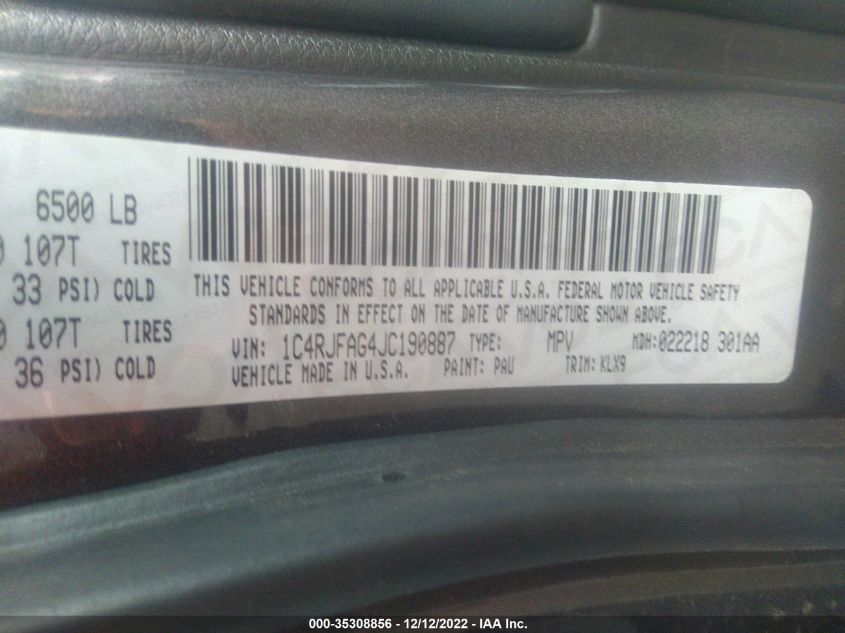 6500 LB
107T TIRES
33 PSI) COLD
107T TIRES
36 PSI) COLD
THIS VEHICLE CONFORMS TO ALL APPLICABLE U.S.A. FEDERAL MOTOR VEHICLE SAFETY
STANDARDS IN EFFECT ON THE DATE OF MANUFACTURE SHOWN ABOVE.
VIN: 1C4RJFAG4JC190887 TYPE: MPV MDH:022218 301AA
VEHICLE MADE IN U.S.A. PAINT: PAU TRIM: KLX9
000-35308856 - 12/12/2022 - IAA Inc.